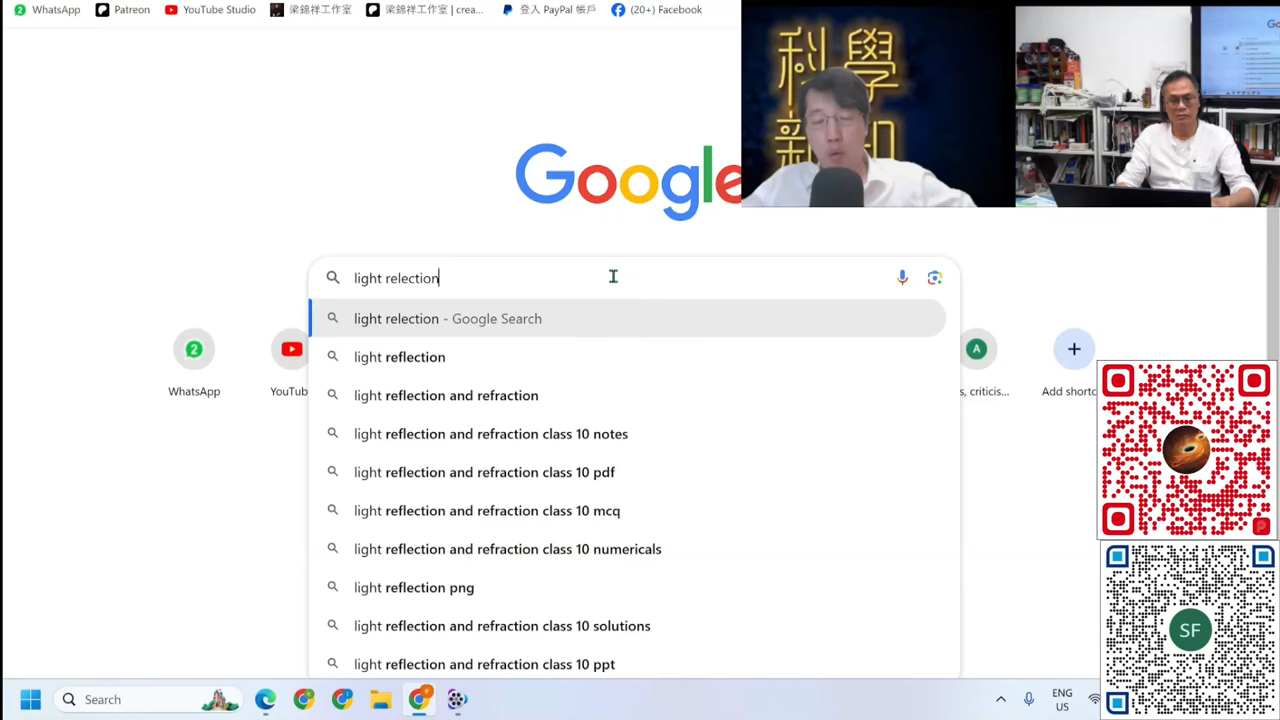 WhatsApp
Patreon
YouTube Studio
梁錦祥工作室
梁錦祥工作室 | crea...
登入 PayPal 帳戶
(20+) Facebook
科學
新知
Google
light relection
light relection - Google Search
light reflection
light reflection and refraction
light reflection and refraction class 10 notes
light reflection and refraction class 10 pdf
light reflection and refraction class 10 mcq
light reflection and refraction class 10 numericals
light reflection png
light reflection and refraction class 10 solutions
light reflection and refraction class 10 ppt
2
WhatsApp
YouTub
A
s, criticis...
Add shortc
SF
Search
ENG
US